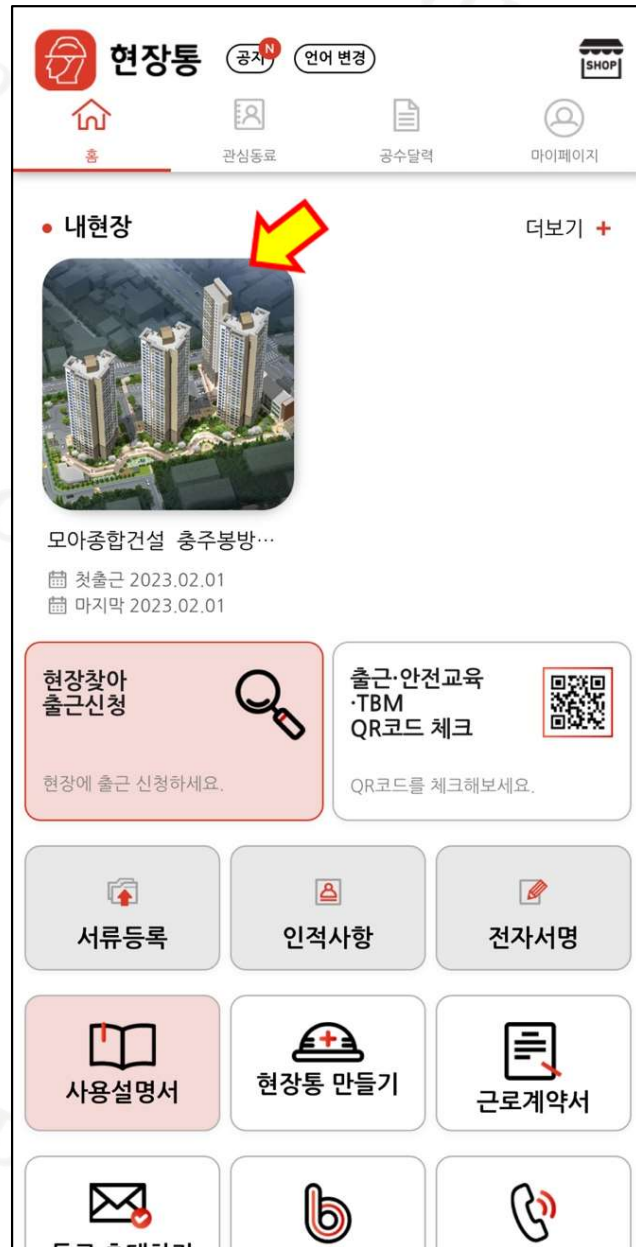 현장통
공지 N
언어 변경
SHOP
홈
관심동료
공수달력
마이페이지
• 내현장
더보기 +
모아종합건설 충주봉방…
첫출근 2023.02.01
마지막 2023.02.01
현장찾아
출근신청
현장에 출근 신청하세요.
출근·안전교육
·TBM
QR코드 체크
QR코드를 체크해보세요.
서류등록
인적사항
전자서명
사용설명서
현장통 만들기
근로계약서